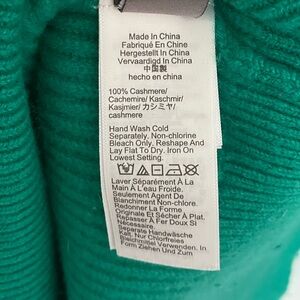 Made In China
Fabriqué En Chine
Hergestellt In China
Vervaardigd In China
中国製
hecho en china
100% Cashmere/
Cachemire/ Kaschmir/
Kasjmier/ カシミヤ/
cashmere
Hand Wash Cold
Separately. Non-chlorine
Bleach Only. Reshape And
Lay Flat To Dry. Iron On
Lowest Setting.
Laver Séparément À La
Main À L'eau Froide.
Seulement Agent De
Blanchiment Non-chlore.
Redonner La Forme
Originale Et Sécher À Plat.
Repasser À Fer Doux Si
Nécessaire.
Separate Handwäsche
Kalt. Nur Chlorfreies
Bleichmittel Verwenden. In
Form Ziehen Und Zum